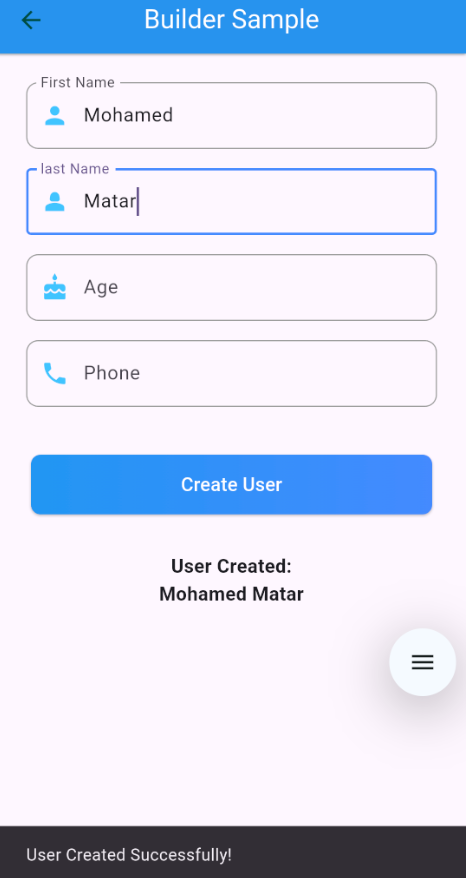 Builder Sample
First Name
Mohamed
last Name
Matar
Age
Phone
Create User
User Created:
Mohamed Matar
User Created Successfully!